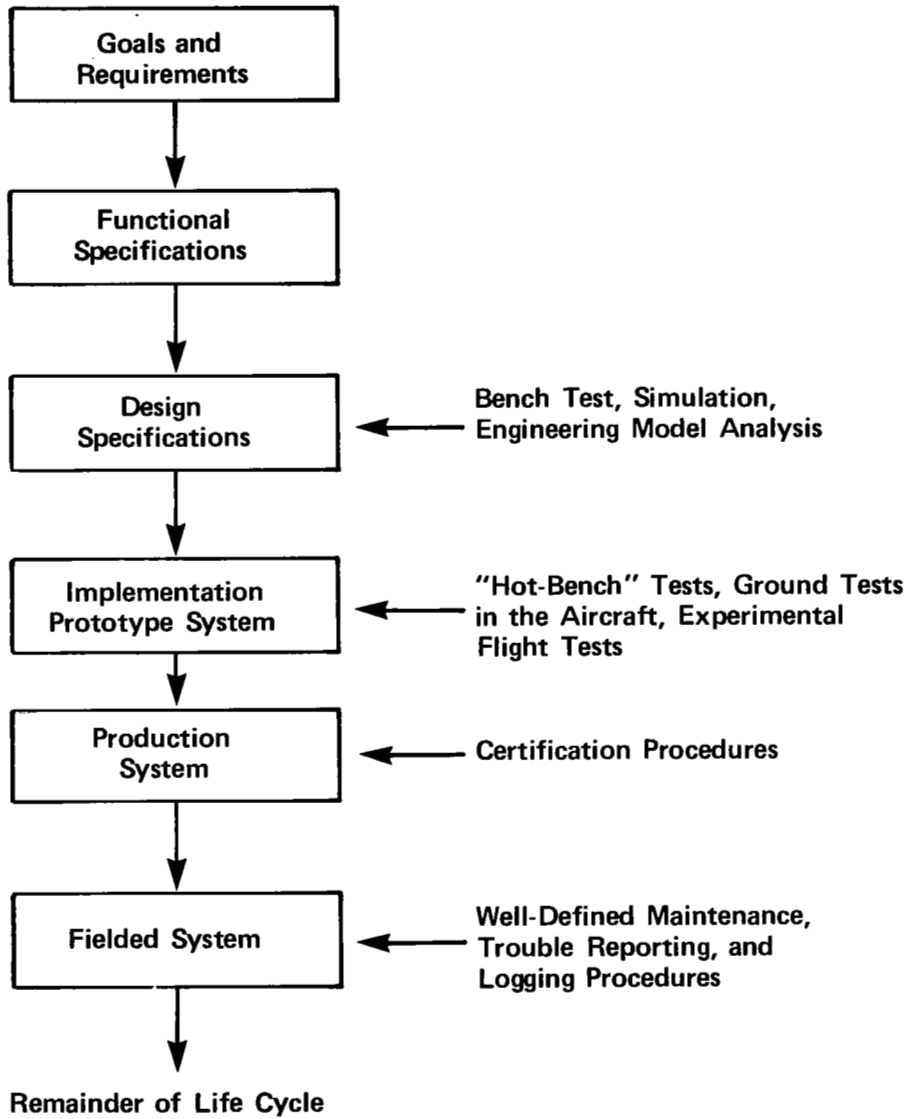 Goals and
Requirements
Functional
Specifications
Design
Specifications
Bench Test, Simulation,
Engineering Model Analysis
Implementation
Prototype System
"Hot-Bench" Tests, Ground Tests
in the Aircraft, Experimental
Flight Tests
Production
System
Certification Procedures
Fielded System
Well-Defined Maintenance,
Trouble Reporting, and
Logging Procedures
Remainder of Life Cycle